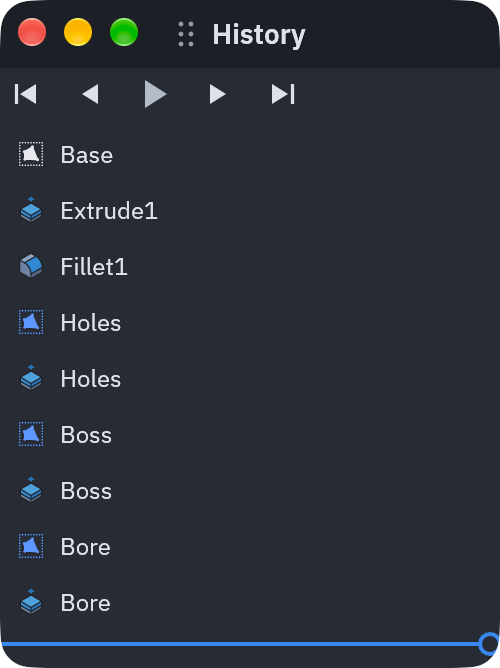 History
Base
Extrude1
Fillet1
Holes
Holes
Boss
Boss
Bore
Bore